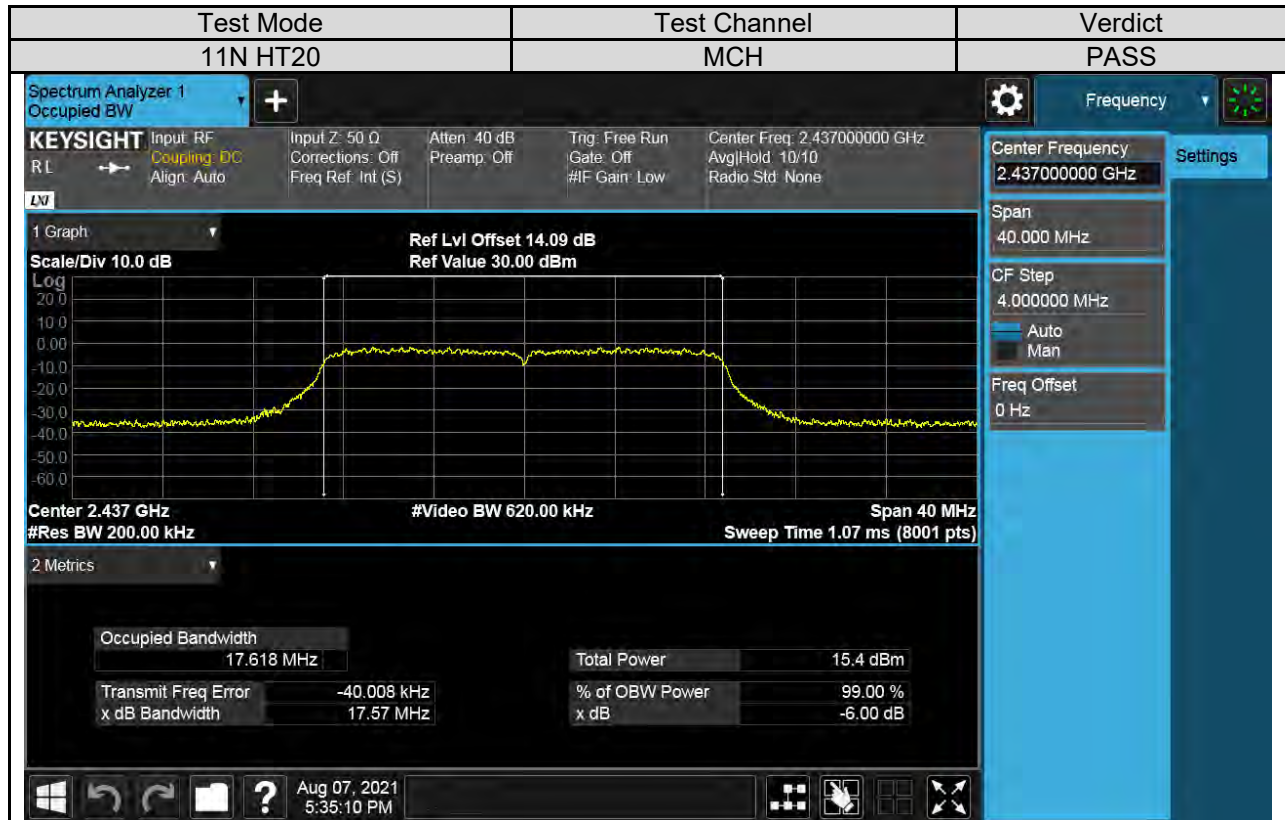 Test Mode Test Channel Verdict
11N HT20 MCH PASS
Spectrum Analyzer 1
Occupied BW
Frequency
KEYSIGHT Input: RF Input Z: 50 Ω Atten: 40 dB Trig: Free Run Center Freq: 2.437000000 GHz
Coupling: DC Corrections: Off Preamp: Off Gate: Off Avg|Hold: 10/10
RL Align: Auto Freq Ref: Int (S) #IF Gain: Low Radio Std: None
LXI
Center Frequency
2.437000000 GHz
Settings
Span
40.000 MHz
CF Step
4.000000 MHz
Auto
Man
Freq Offset
0 Hz
1 Graph
Ref Lvl Offset 14.09 dB
Scale/Div 10.0 dB Ref Value 30.00 dBm
Log
20.0
10.0
0.00
-10.0
-20.0
-30.0
-40.0
-50.0
-60.0
Center 2.437 GHz #Video BW 620.00 kHz Span 40 MHz
#Res BW 200.00 kHz Sweep Time 1.07 ms (8001 pts)
2 Metrics
Occupied Bandwidth
17.618 MHz Total Power 15.4 dBm
Transmit Freq Error -40.008 kHz % of OBW Power 99.00 %
x dB Bandwidth 17.57 MHz x dB -6.00 dB
? Aug 07, 2021
5:35:10 PM